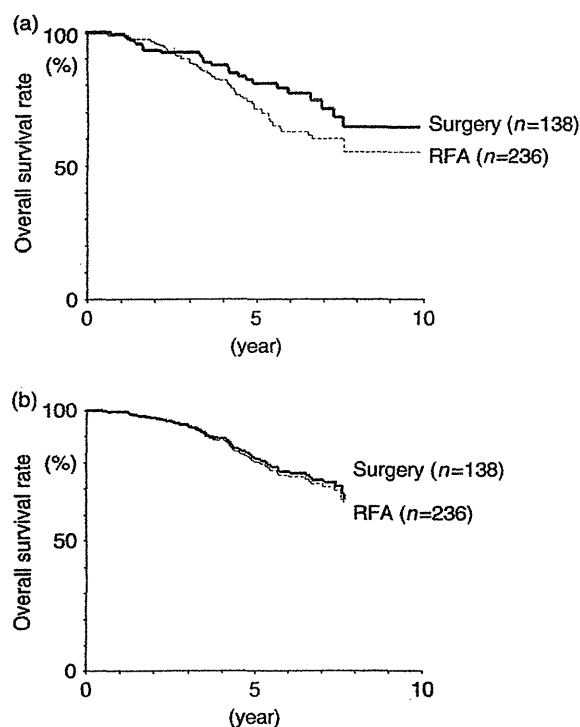 (a)
100
(%)
50
0
Overall survival rate
Surgery (n=138)
RFA (n=236)
0 5 10
(year)
(b)
100
(%)
50
0
Overall survival rate
Surgery (n=138)
RFA (n=236)
0 5 10
(year)